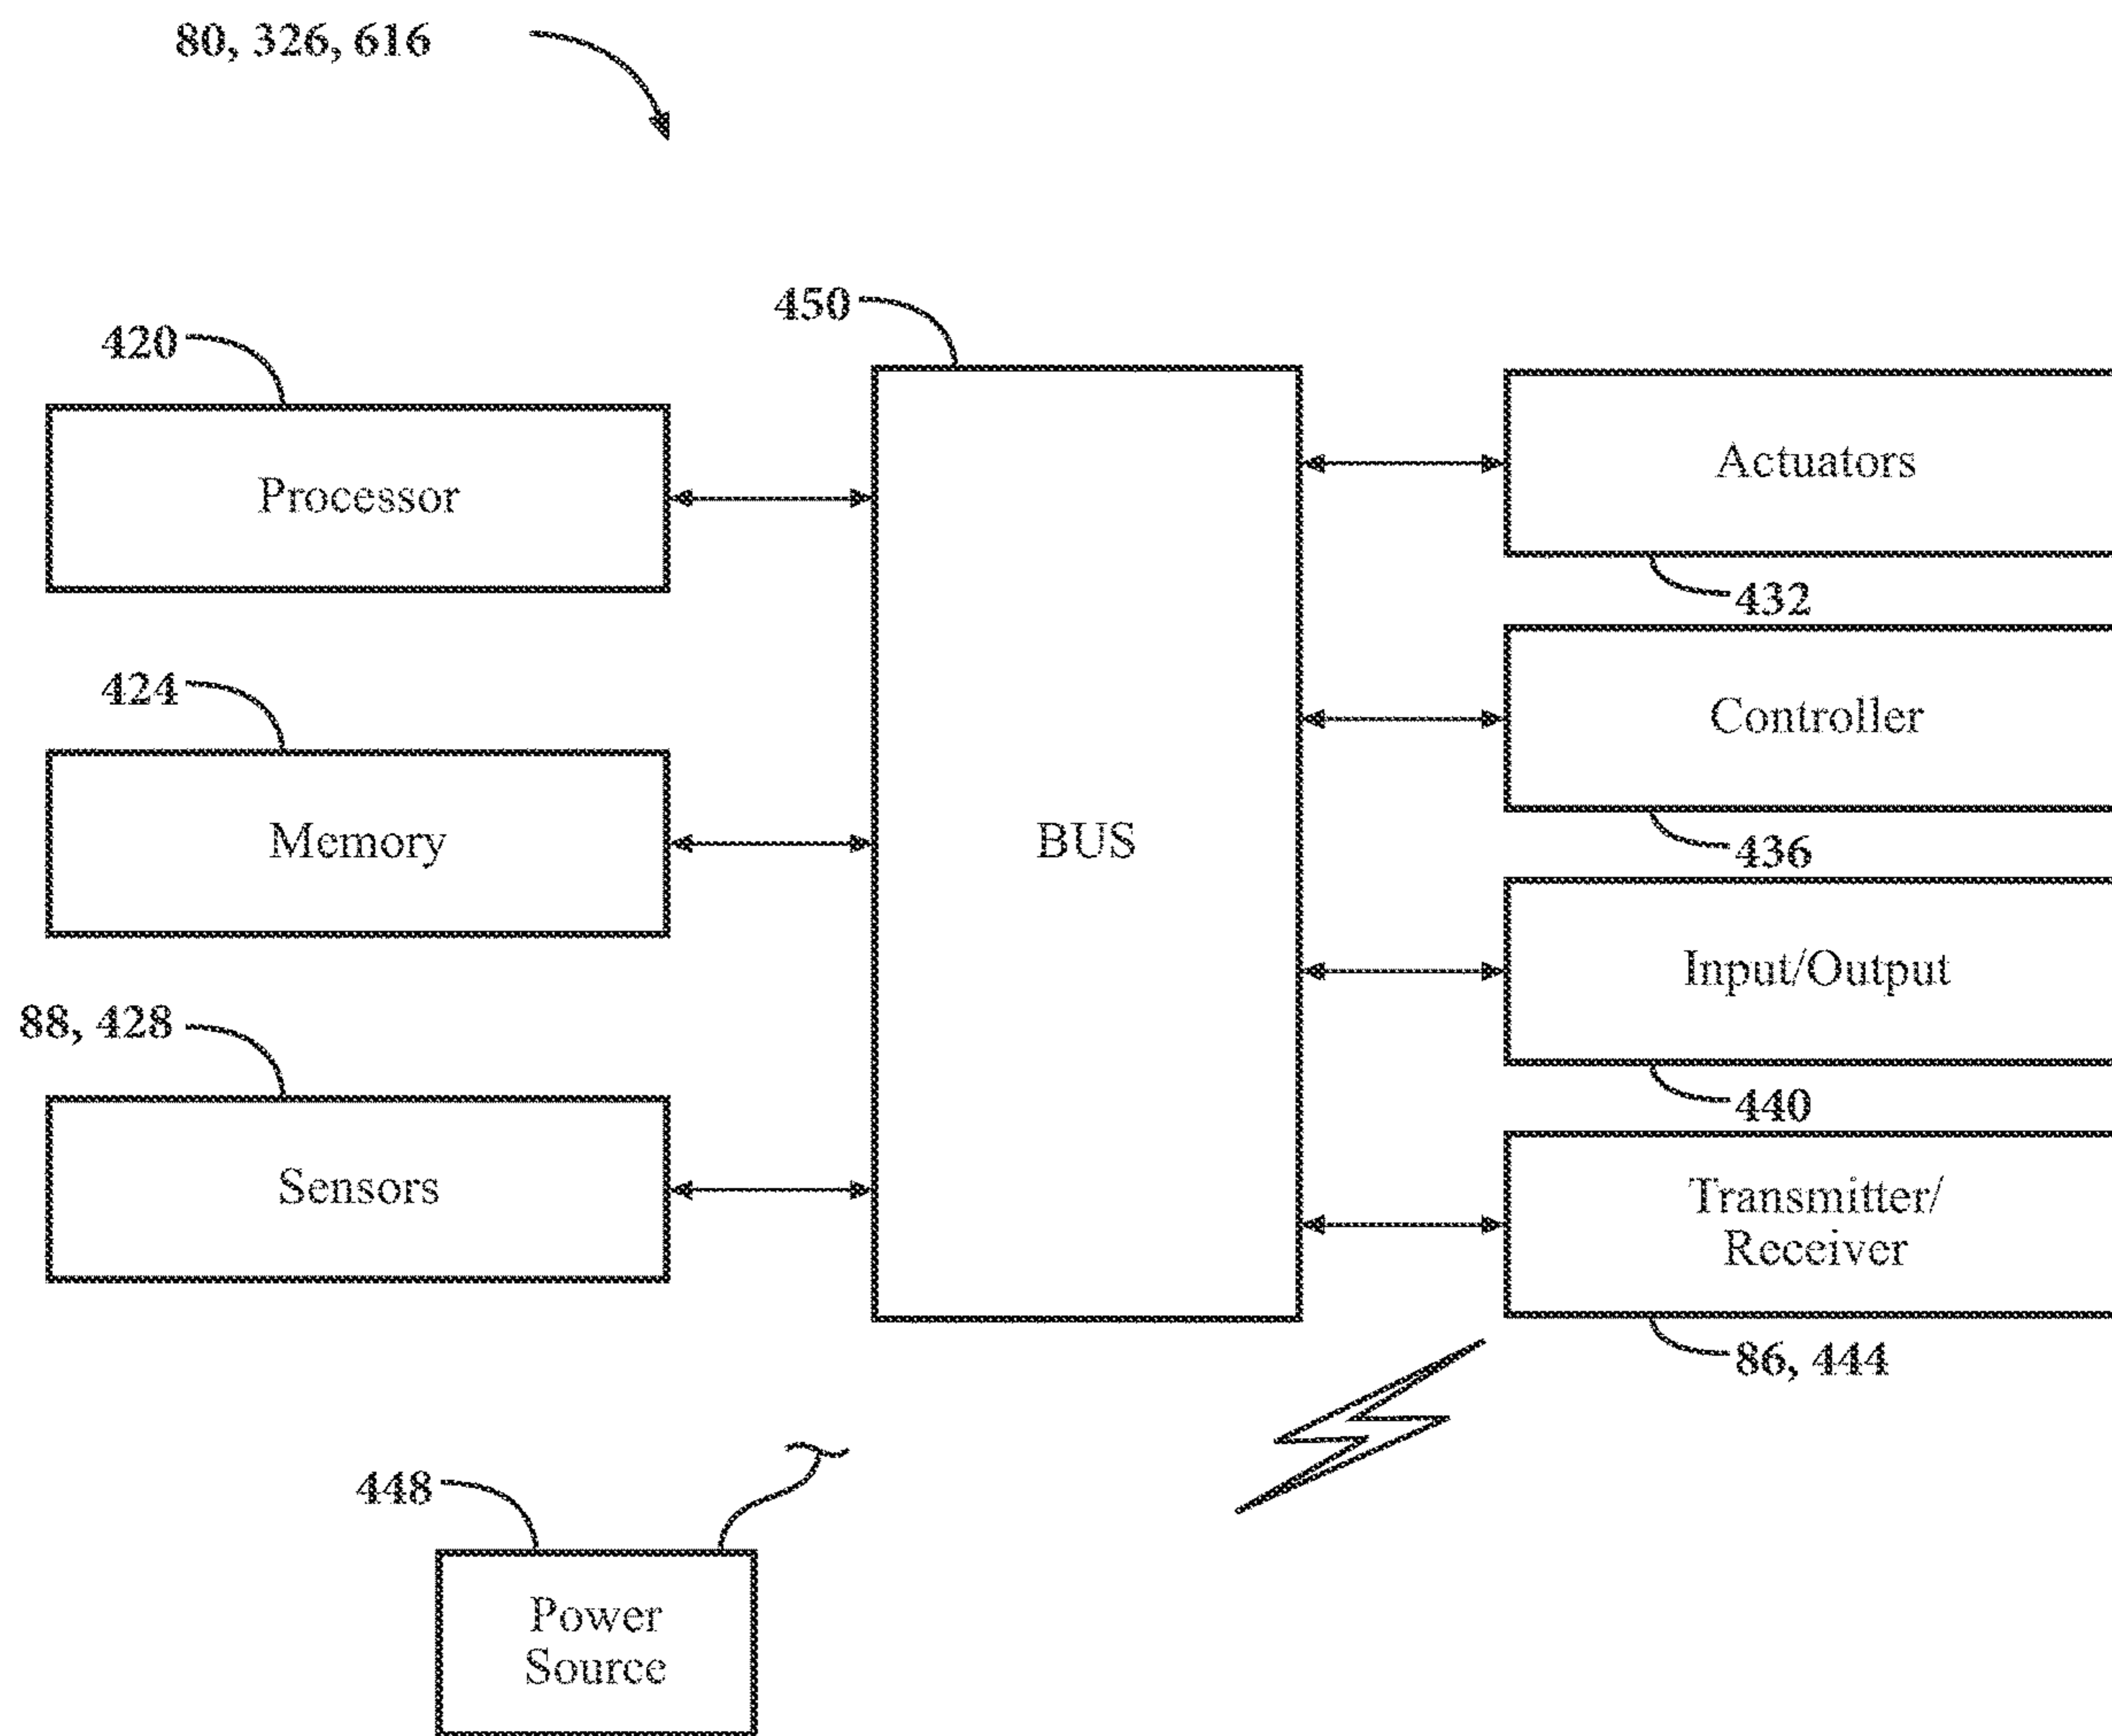 80, 326, 616
450
420
Processor
424
Memory
88, 428
Sensors
BUS
Actuators
432
Controller
436
Input/Output
440
Transmitter/
Receiver
86, 444
448
Power
Source